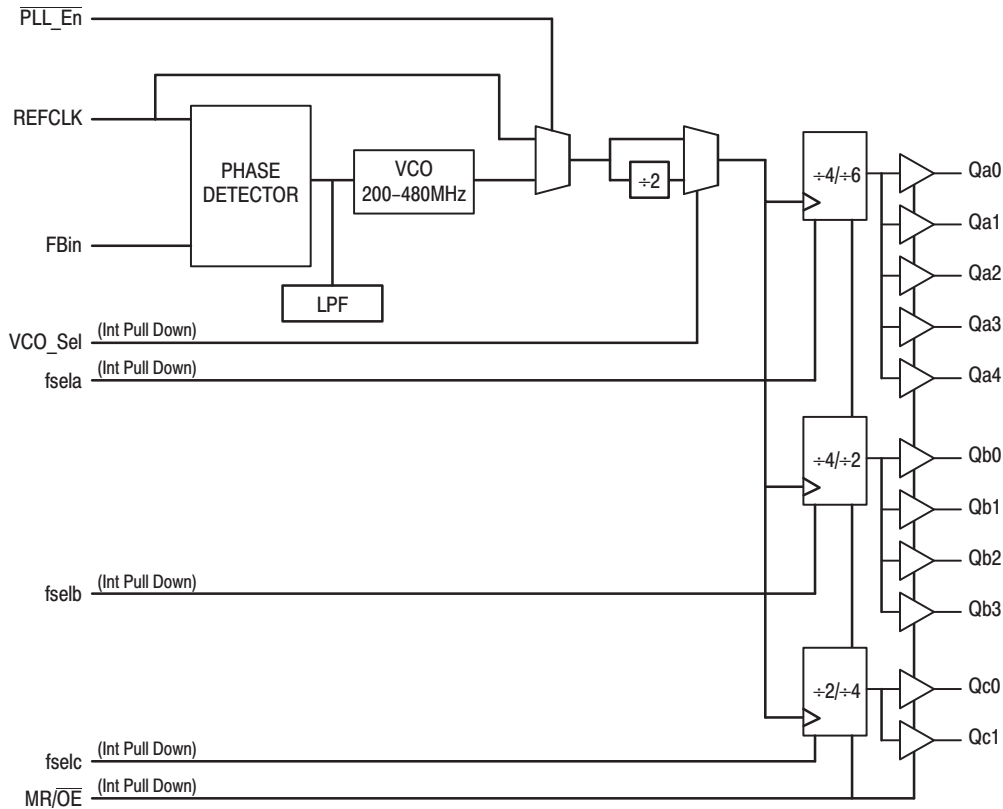 PLL_En
REFCLK
PHASE
DETECTOR
VCO
200–480MHz
÷2
÷4/÷6
FBin
LPF
VCO_Sel (Int Pull Down)
fsela (Int Pull Down)
Qa0
Qa1
Qa2
Qa3
Qa4
÷4/÷2
Qb0
Qb1
Qb2
Qb3
fselb (Int Pull Down)
÷2/÷4
Qc0
Qc1
fselc (Int Pull Down)
MR/OE (Int Pull Down)